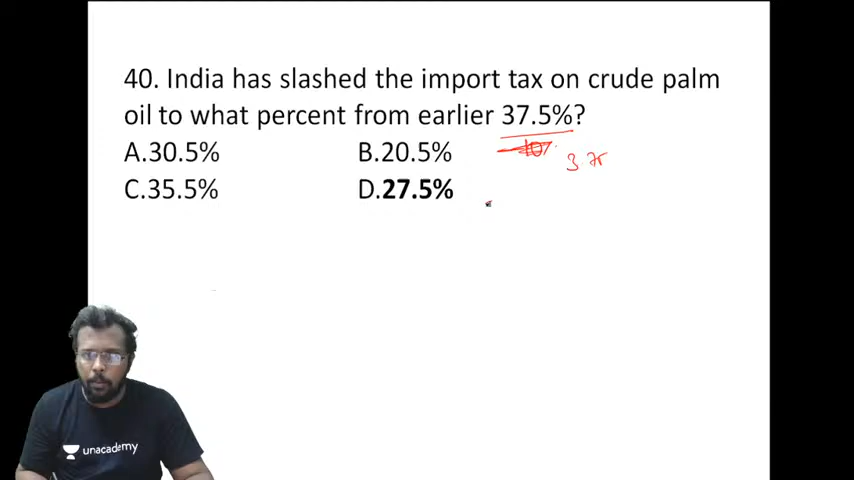 40. India has slashed the import tax on crude palm
oil to what percent from earlier 37.5%?
A.30.5% B.20.5%
C.35.5% D.27.5%
unacademy